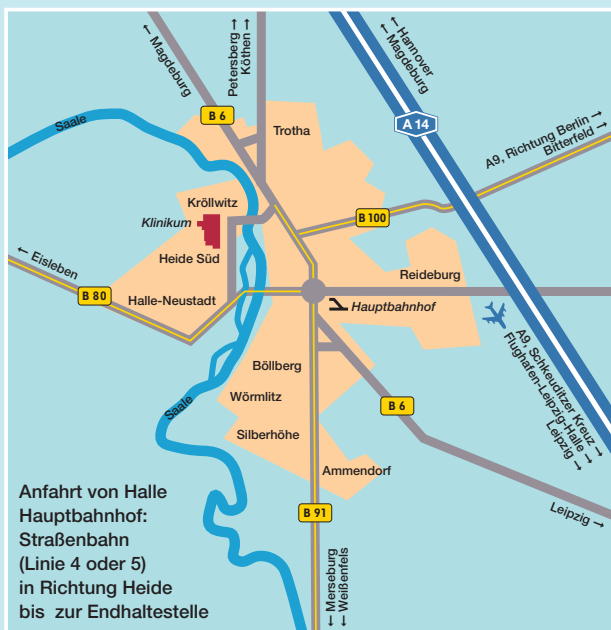 ← Magdeburg
Petersberg →
Köthen →
← Hannover
← Magdeburg
Saale
B 6
Trotha
A 14
A9, Richtung Berlin →
Bitterfeld →
Kröllwitz
Klinikum
B 100
← Eisleben
Heide Süd
Reideburg
B 80
Halle-Neustadt
Hauptbahnhof
A9, Schkeuditzer Kreuz →
Flughafen-Leipzig-Halle →
Leipzig →
Böllberg
Saale
Wörmlitz
B 6
Silberhöhe
Ammendorf
Leipzig →
B 91
← Merseburg
← Weißenfels
Anfahrt von Halle
Hauptbahnhof:
Straßenbahn
(Linie 4 oder 5)
in Richtung Heide
bis zur Endhaltestelle